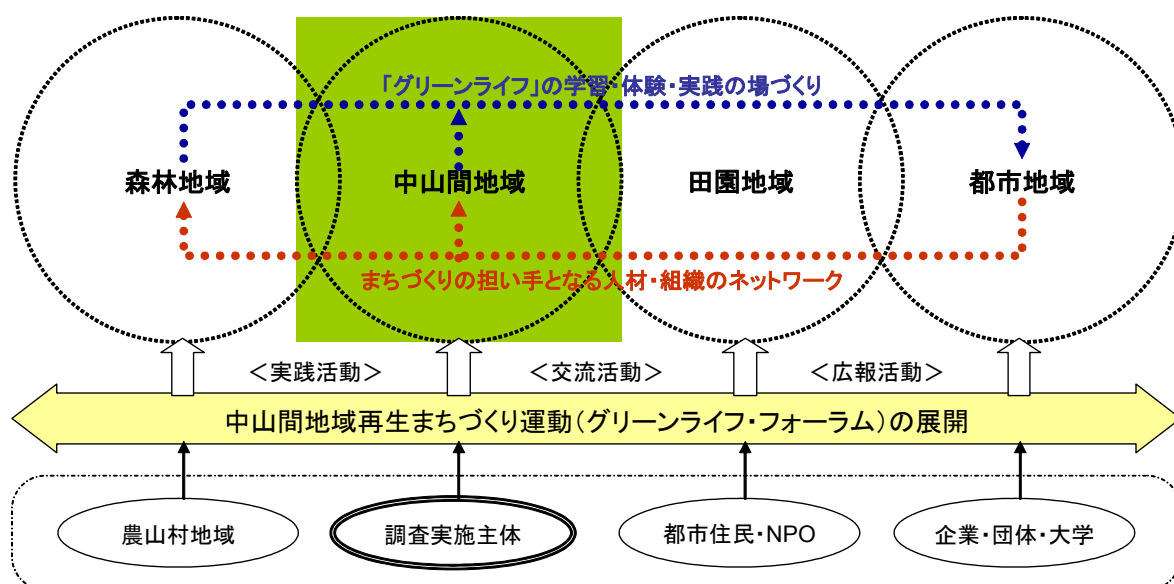 「グリーンライフ」の学習・体験・実践の場づくり
森林地域
中山間地域
田園地域
都市地域
まちづくりの担い手となる人材・組織のネットワーク
＜実践活動＞
＜交流活動＞
＜広報活動＞
中山間地域再生まちづくり運動（グリーンライフ・フォーラム）の展開
農山村地域
調査実施主体
都市住民・NPO
企業・団体・大学